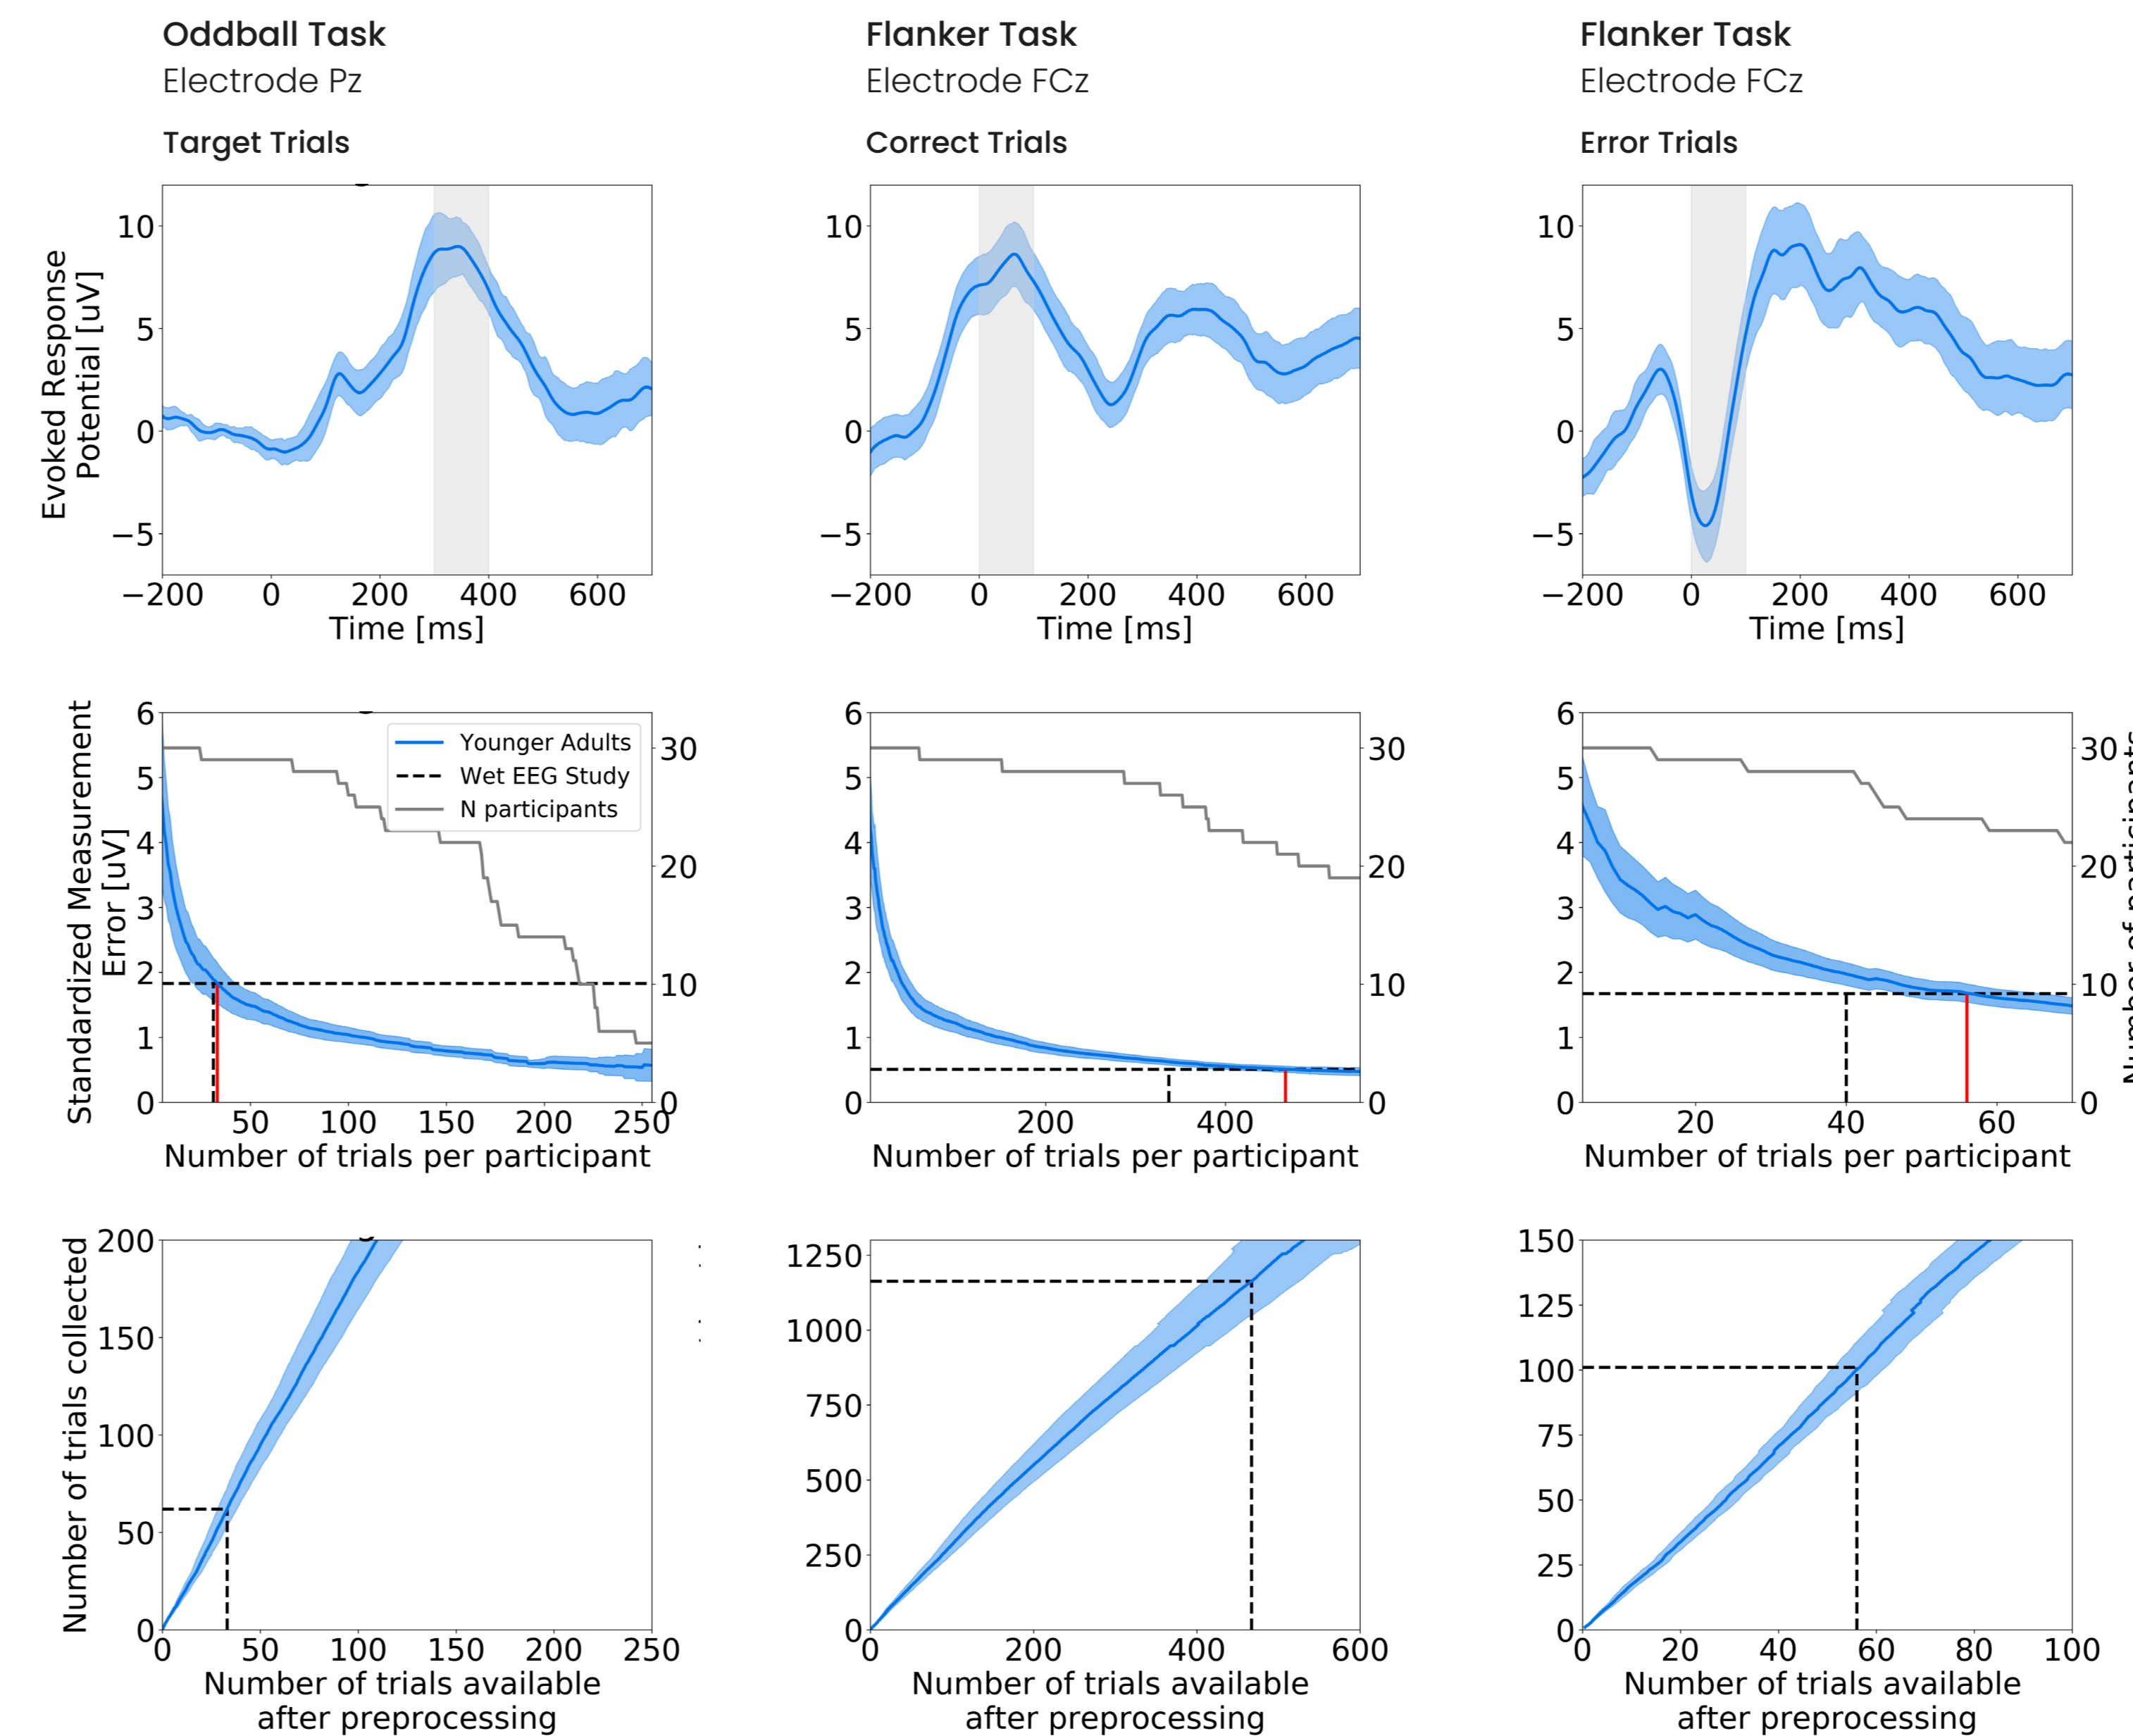 Oddball Task
Electrode Pz
Target Trials
Flanker Task
Electrode FCz
Correct Trials
Flanker Task
Electrode FCz
Error Trials
Evoked Response
Potential [uV]
10
5
0
−5
−200 0 200 400 600
Time [ms]
10
5
0
−5
−200 0 200 400 600
Time [ms]
10
5
0
−5
−200 0 200 400 600
Time [ms]
Standardized Measurement
Error [uV]
6
5
4
3
2
1
0
Younger Adults
Wet EEG Study
N participants
30
20
10
0
50 100 150 200 250
Number of trials per participant
6
5
4
3
2
1
0
30
20
10
0
200 400
Number of trials per participant
6
5
4
3
2
1
0
30
20
10
0
Number of participants
20 40 60
Number of trials per participant
Number of trials collected
200
150
100
50
0
0 50 100 150 200 250
Number of trials available
after preprocessing
1250
1000
750
500
250
0
0 200 400 600
Number of trials available
after preprocessing
150
125
100
75
50
25
0
0 20 40 60 80 100
Number of trials available
after preprocessing